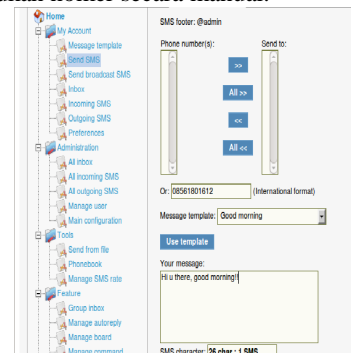 Home
My Account
Message template
Send SMS
Send broadcast SMS
Inbox
Incoming SMS
Outgoing SMS
Preferences
Administration
All inbox
All incoming SMS
All outgoing SMS
Manage user
Main configuration
Tools
Send from file
Phonebook
Manage SMS rate
Feature
Group inbox
Manage autoreply
Manage board
Manage command
SMS footer: @admin
Phone number(s): Send to:
>>
All >>
<<
All <<
Or: 08561801612 (International format)
Message template: Good morning
Use template
Your message:
Hi u there, good morning!!
SMS character: 26 char : 1 SMS